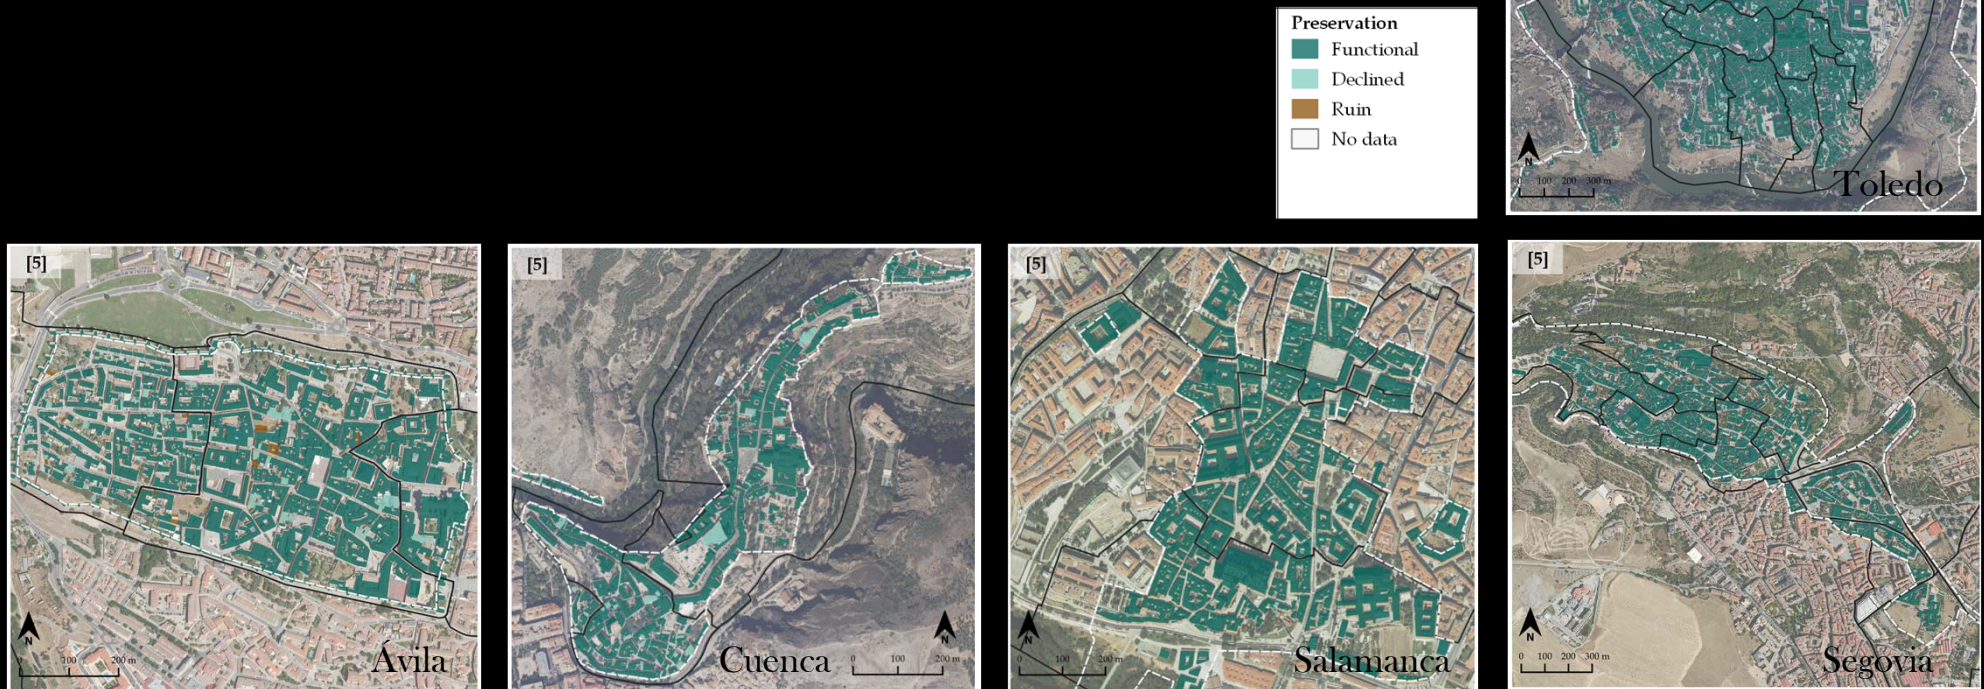 Preservation
Functional
Declined
Ruin
No data
N
0 100 200 300 m
Toledo
[5]
N
0 100 200 m
Ávila
[5]
Cuenca
N
0 100 200 m
[5]
N
0 100 200 m
Salamanca
[5]
N
0 100 200 300 m
Segovia